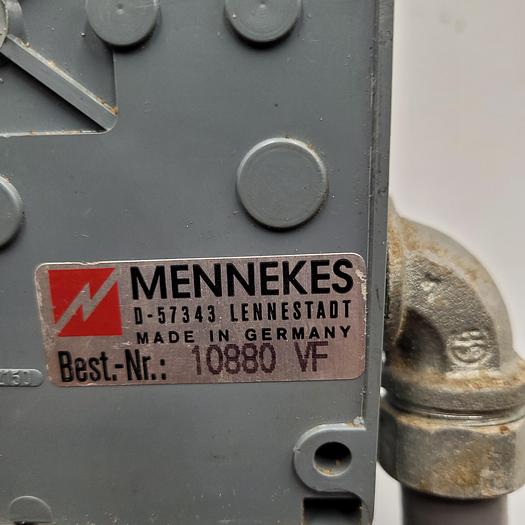 MENNEKES
D-57343 LENNESTADT
MADE IN GERMANY
Best.-Nr.: 10880 VF